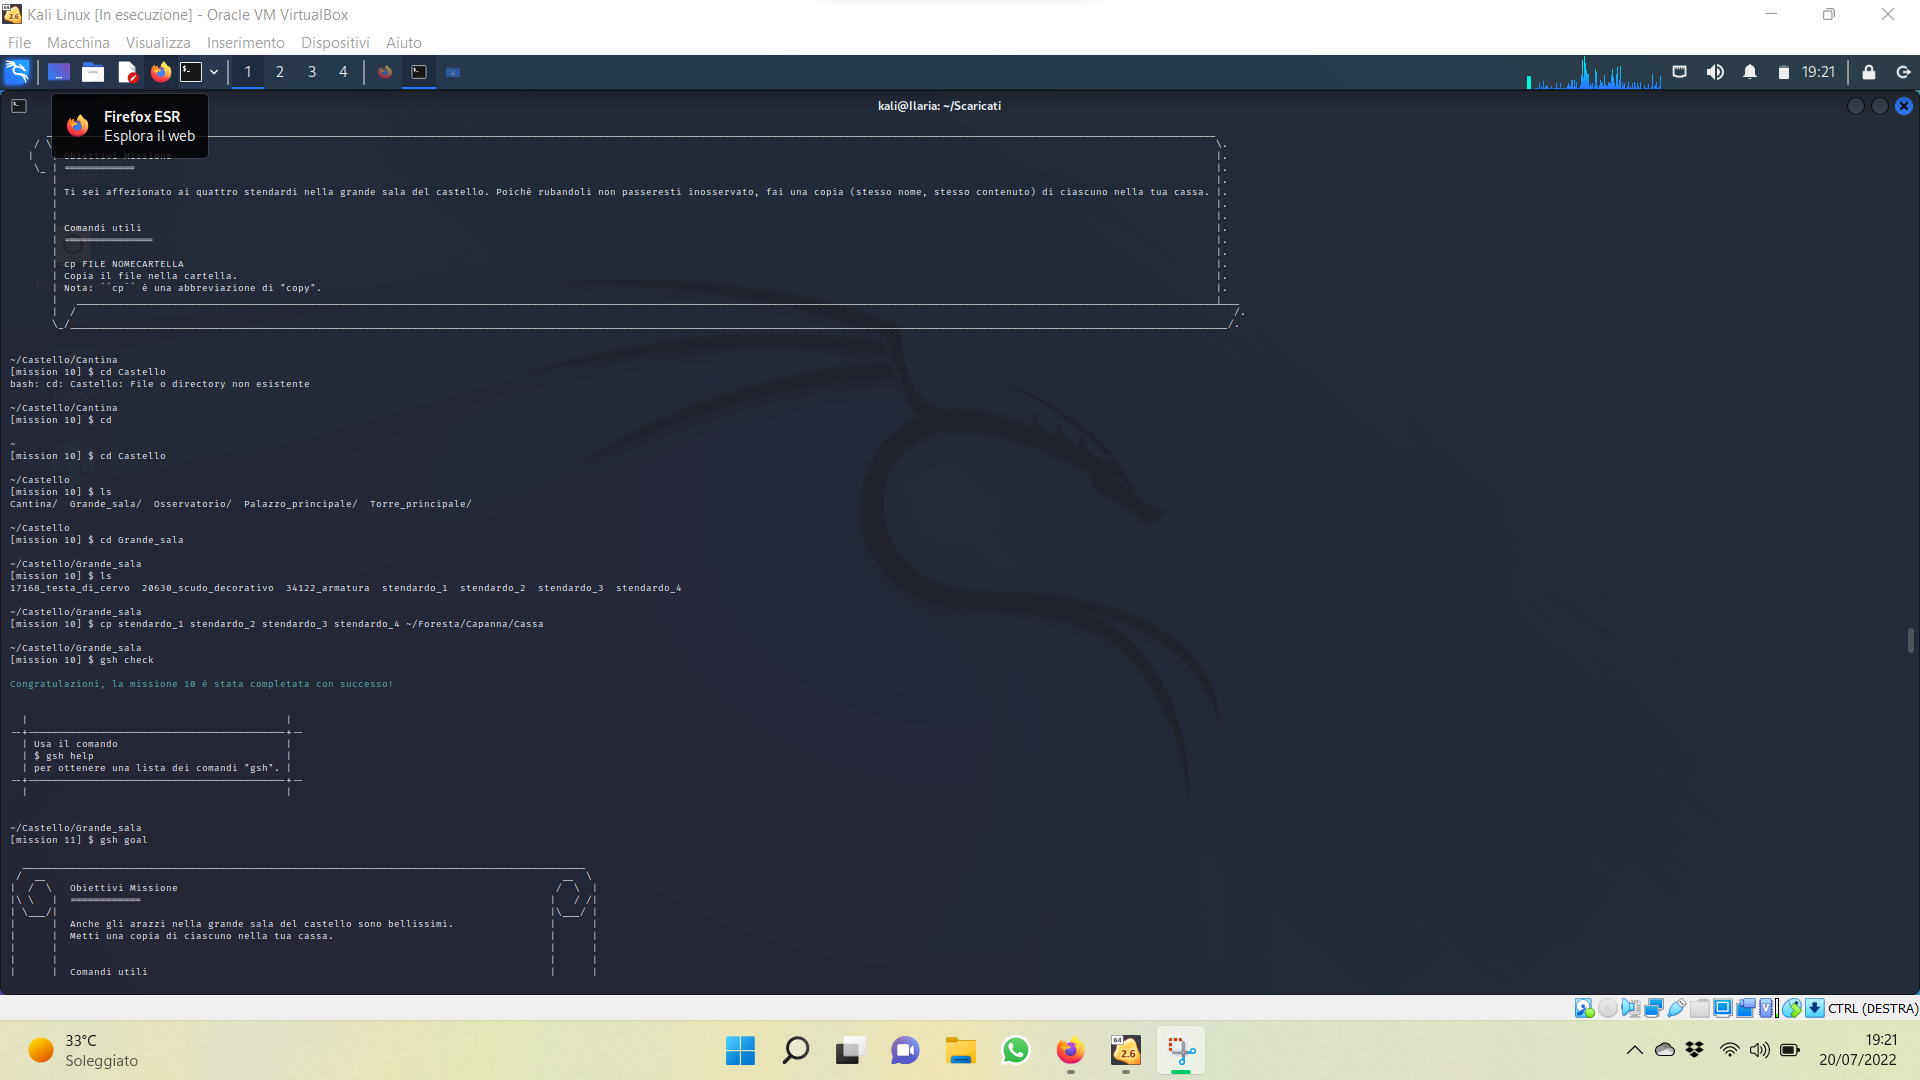 Kali Linux [In esecuzione] - Oracle VM VirtualBox
File Macchina Visualizza Inserimento Dispositivi Aiuto
1 2 3 4 19:21
kali@Ilaria: ~/Scaricati
Firefox ESR
Esplora il web
Obiettivi Missione
============
Ti sei affezionato ai quattro stendardi nella grande sala del castello. Poiché rubandoli non passeresti inosservato, fai una copia (stesso nome, stesso contenuto) di ciascuno nella tua cassa.
Comandi utili
===============
cp FILE NOMECARTELLA
Copia il file nella cartella.
Nota: ``cp`` é una abbreviazione di "copy".
~/Castello/Cantina
[mission 10] $ cd Castello
bash: cd: Castello: File o directory non esistente
~/Castello/Cantina
[mission 10] $ cd
~
[mission 10] $ cd Castello
~/Castello
[mission 10] $ ls
Cantina/ Grande_sala/ Osservatorio/ Palazzo_principale/ Torre_principale/
~/Castello
[mission 10] $ cd Grande_sala
~/Castello/Grande_sala
[mission 10] $ ls
17168_testa_di_cervo 20630_scudo_decorativo 34122_armatura stendardo_1 stendardo_2 stendardo_3 stendardo_4
~/Castello/Grande_sala
[mission 10] $ cp stendardo_1 stendardo_2 stendardo_3 stendardo_4 ~/Foresta/Capanna/Cassa
~/Castello/Grande_sala
[mission 10] $ gsh check
Congratulazioni, la missione 10 é stata completata con successo!
Usa il comando
$ gsh help
per ottenere una lista dei comandi "gsh".
~/Castello/Grande_sala
[mission 11] $ gsh goal
Obiettivi Missione
============
Anche gli arazzi nella grande sala del castello sono bellissimi.
Metti una copia di ciascuno nella tua cassa.
Comandi utili
CTRL (DESTRA)
33°C
Soleggiato
64
2.6
19:21
20/07/2022